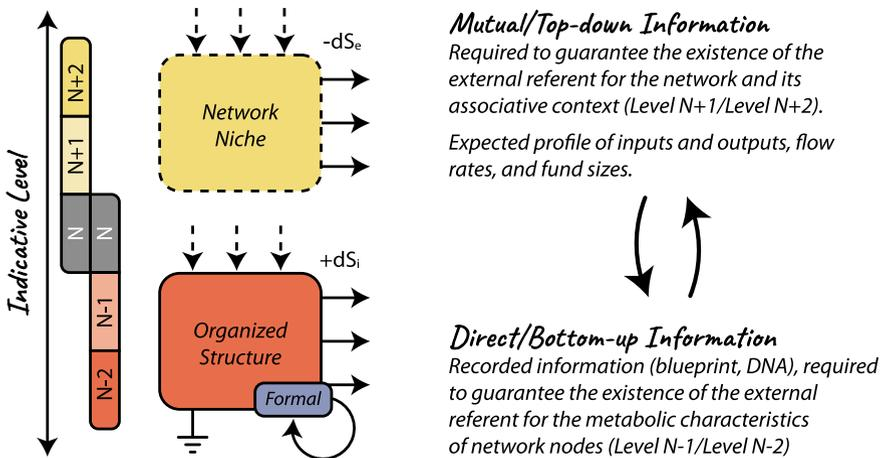 Indicative Level
N+2
N+1
N
N
N-1
N-2
-dSₑ
Network
Niche
+dSᵢ
Organized
Structure
Formal
Mutual/Top-down Information
Required to guarantee the existence of the
external referent for the network and its
associative context (Level N+1/Level N+2).
Expected profile of inputs and outputs, flow
rates, and fund sizes.
Direct/Bottom-up Information
Recorded information (blueprint, DNA), required
to guarantee the existence of the external
referent for the metabolic characteristics
of network nodes (Level N-1/Level N-2)